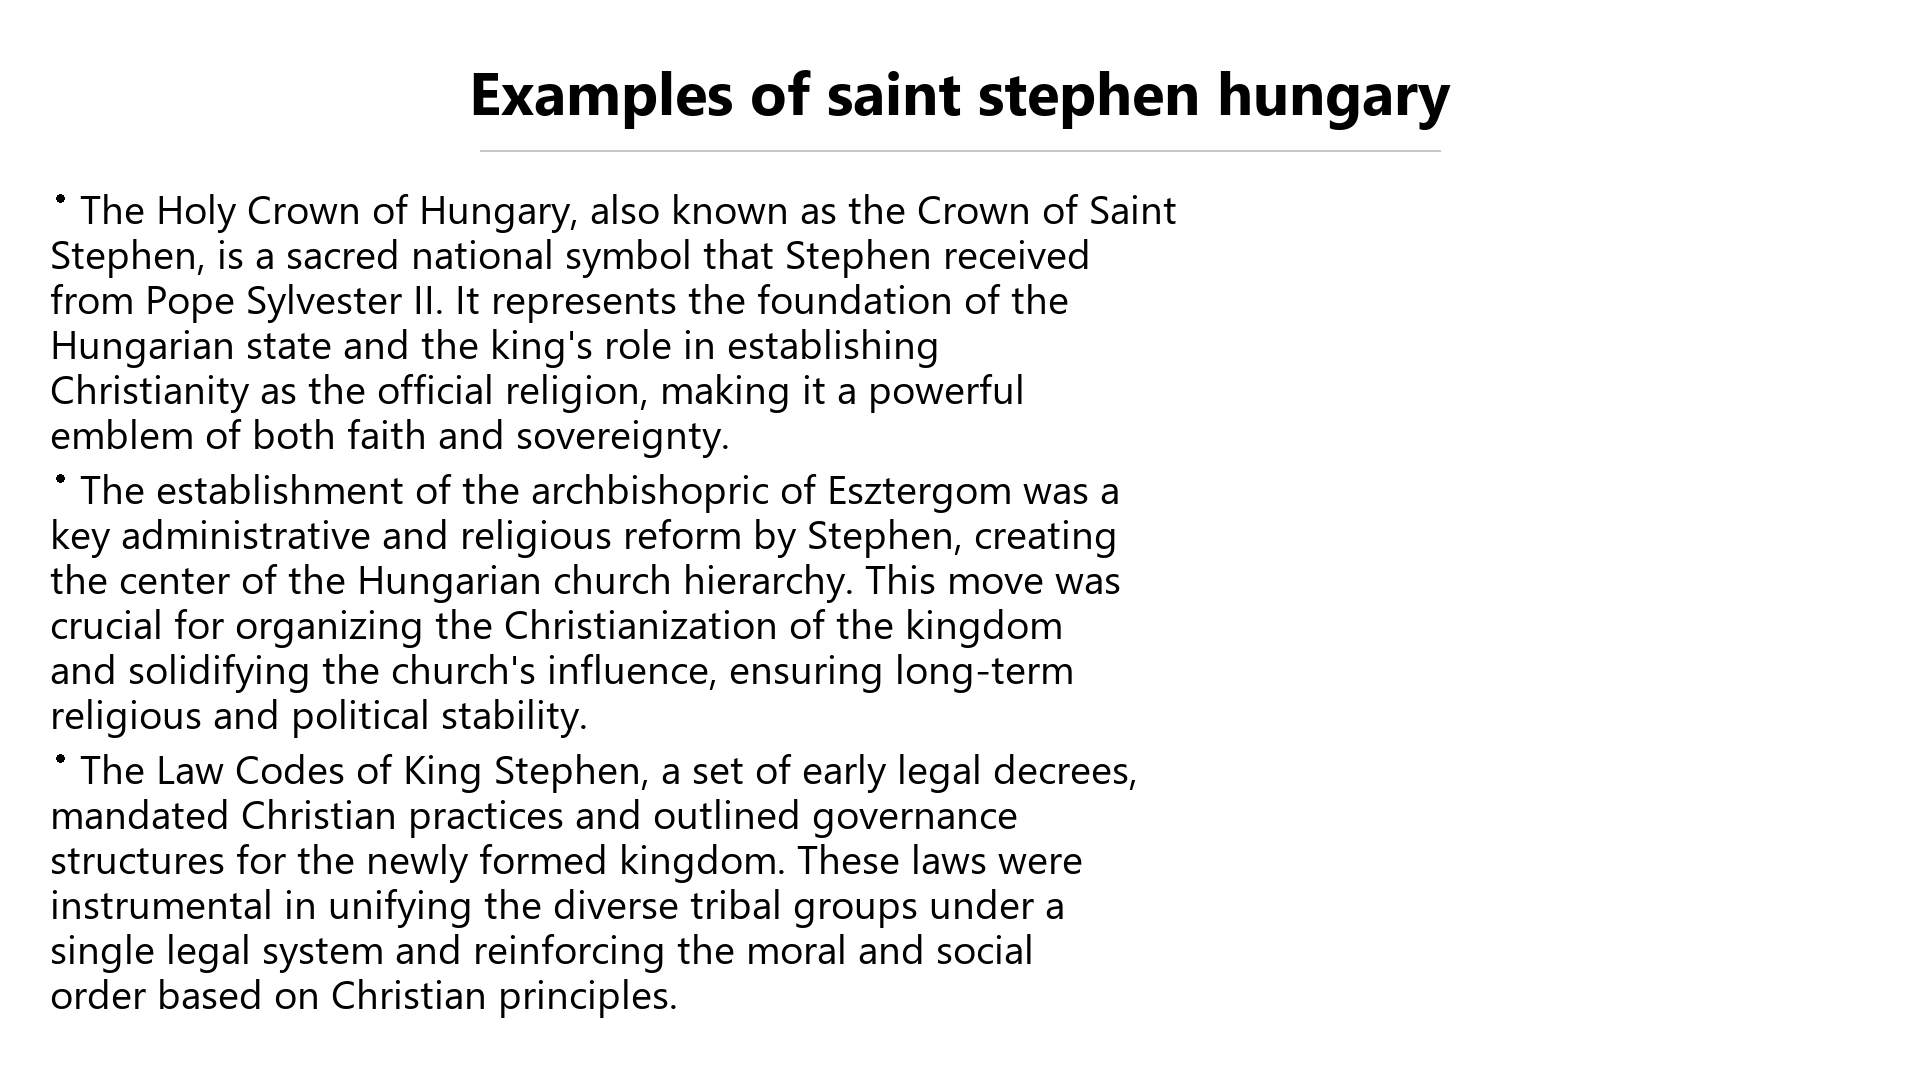 Examples of saint stephen hungary
• The Holy Crown of Hungary, also known as the Crown of Saint
Stephen, is a sacred national symbol that Stephen received
from Pope Sylvester II. It represents the foundation of the
Hungarian state and the king's role in establishing
Christianity as the official religion, making it a powerful
emblem of both faith and sovereignty.
• The establishment of the archbishopric of Esztergom was a
key administrative and religious reform by Stephen, creating
the center of the Hungarian church hierarchy. This move was
crucial for organizing the Christianization of the kingdom
and solidifying the church's influence, ensuring long-term
religious and political stability.
• The Law Codes of King Stephen, a set of early legal decrees,
mandated Christian practices and outlined governance
structures for the newly formed kingdom. These laws were
instrumental in unifying the diverse tribal groups under a
single legal system and reinforcing the moral and social
order based on Christian principles.